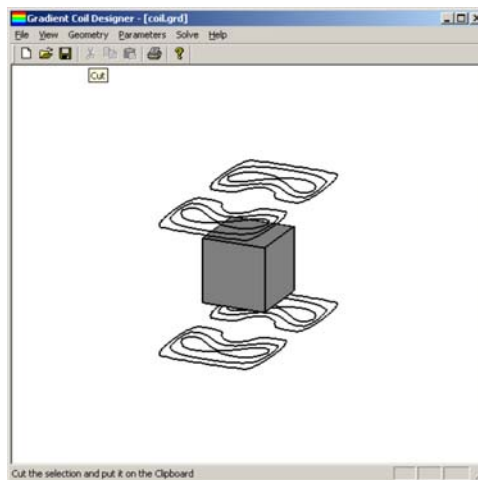 Gradient Coil Designer - [coil.grd]
File View Geometry Parameters Solve Help
Cut
Cut the selection and put it on the Clipboard